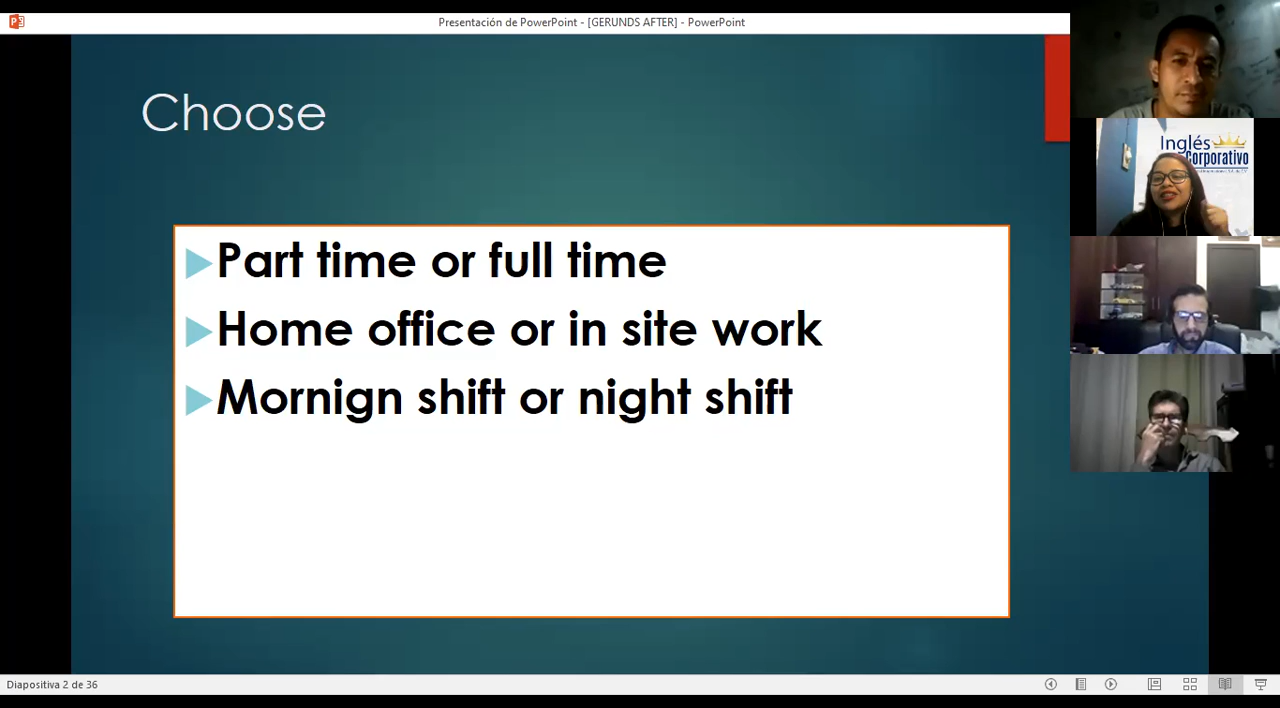 Presentación de PowerPoint - [GERUNDS AFTER] - PowerPoint
Choose
Part time or full time
Home office or in site work
Mornign shift or night shift
Inglés
Corporativo
Diapositiva 2 de 36